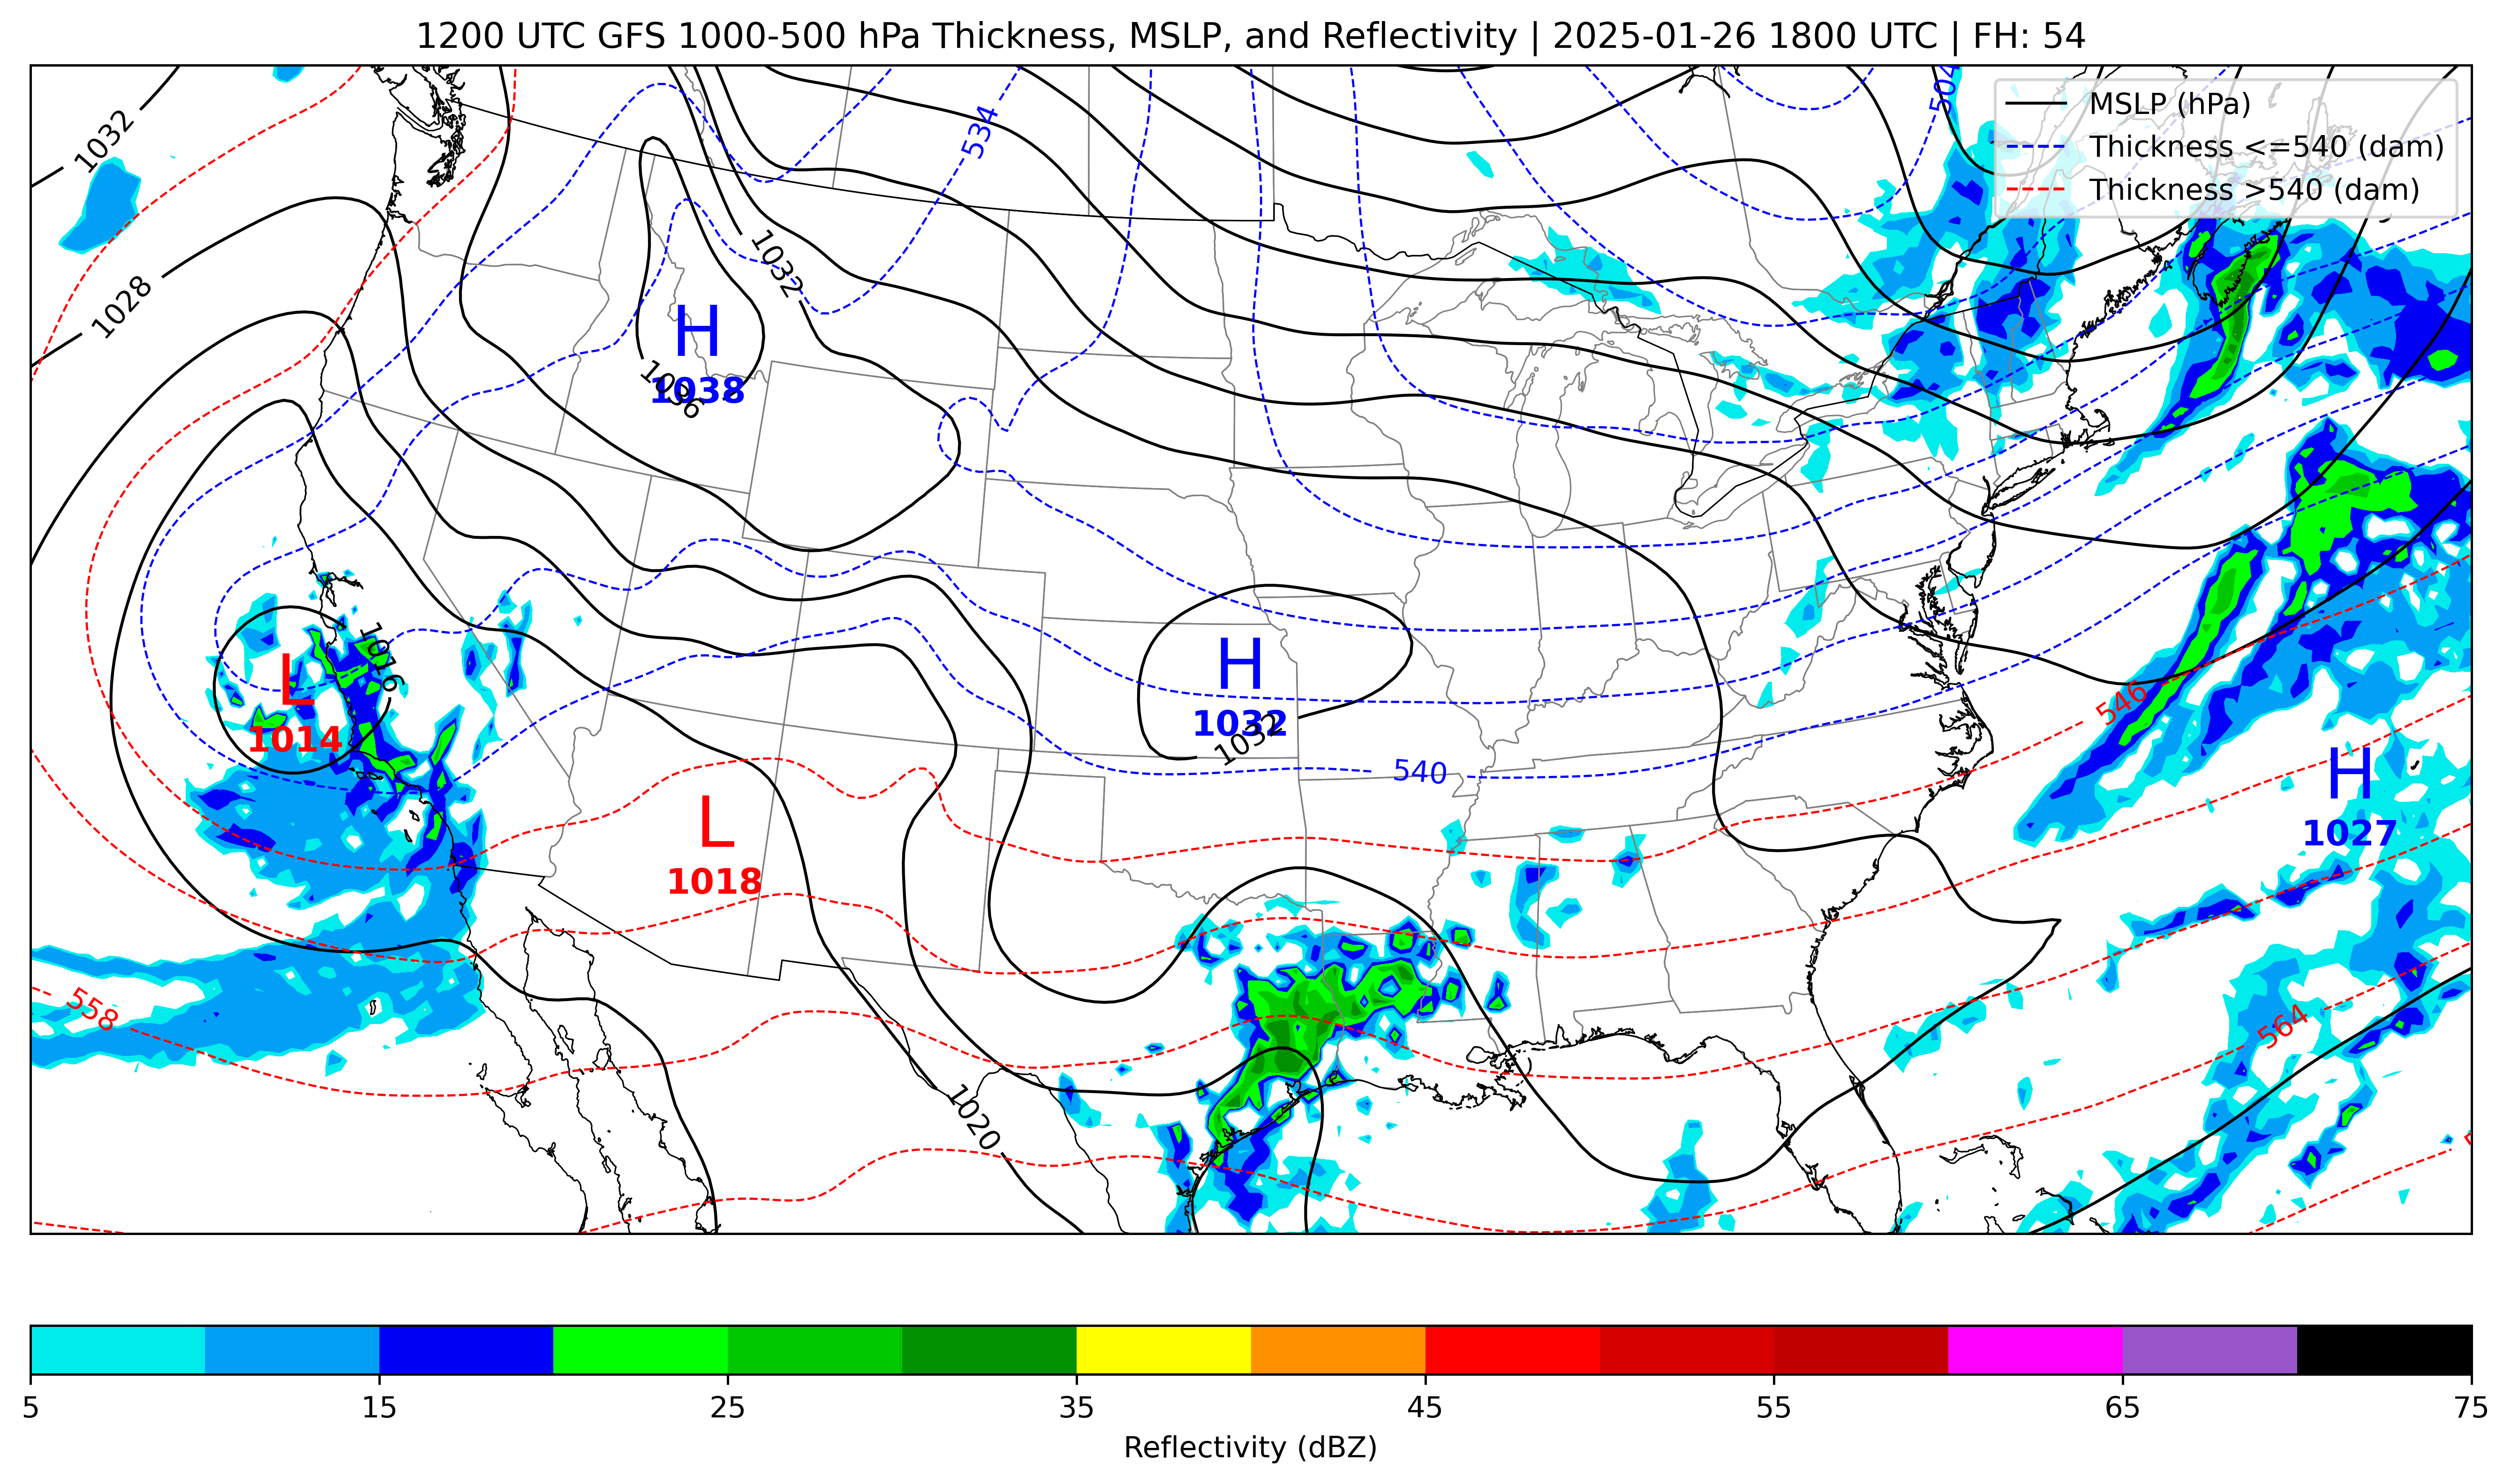 1200 UTC GFS 1000-500 hPa Thickness, MSLP, and Reflectivity | 2025-01-26 1800 UTC | FH: 54
MSLP (hPa)
Thickness <=540 (dam)
Thickness >540 (dam)
504
534
1032
1032
1028
H
1038
1036
1016
L
1014
H
1032
1032
546
540
H
1027
L
1018
558
564
1020
5
15
25
35
45
55
65
75
Reflectivity (dBZ)